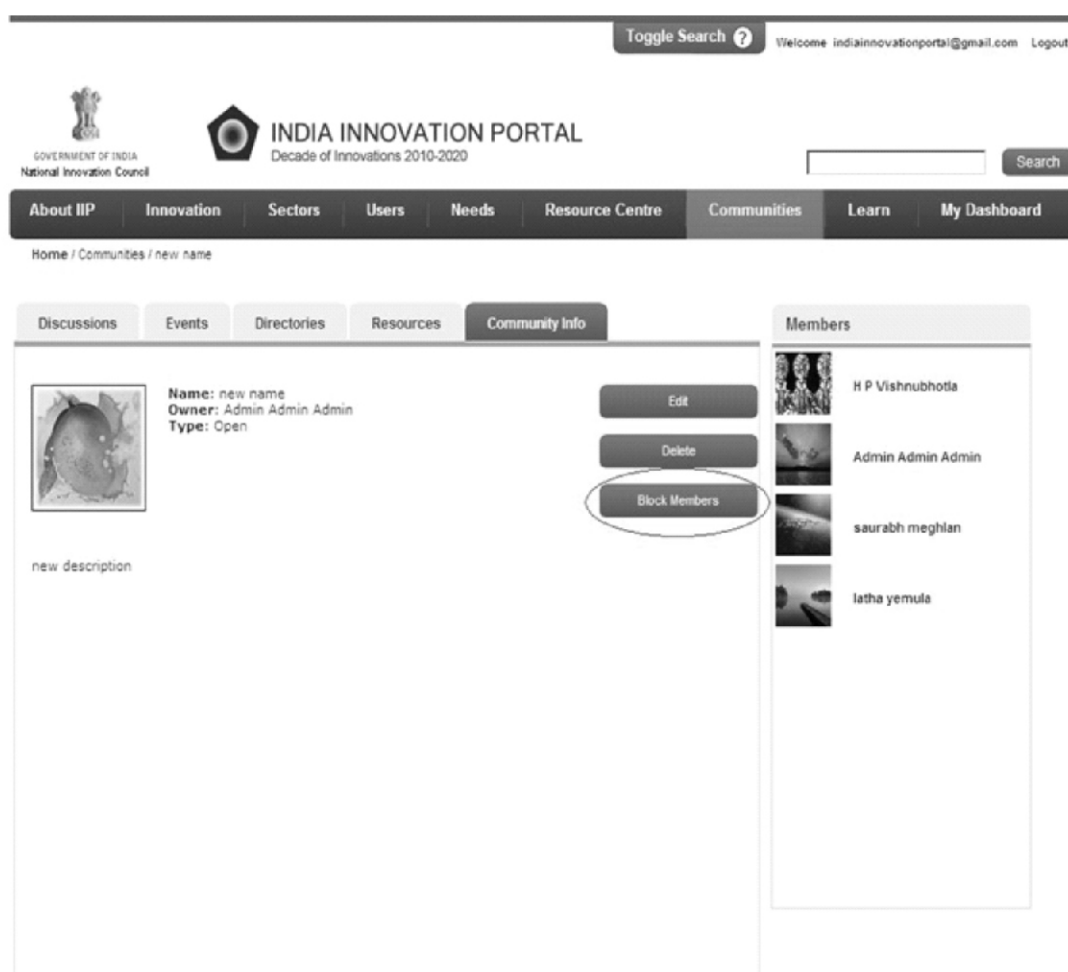 Toggle Search ?
Welcome indiainnovationportal@gmail.com Logout
GOVERNMENT OF INDIA
National Innovation Council
INDIA INNOVATION PORTAL
Decade of Innovations 2010-2020
Search
About IIP Innovation Sectors Users Needs Resource Centre Communities Learn My Dashboard
Home / Communities / new name
Discussions Events Directories Resources Community Info
Name: new name
Owner: Admin Admin Admin
Type: Open
Edit
Delete
Block Members
new description
Members
H P Vishnubhotla
Admin Admin Admin
saurabh meghlan
latha yemula